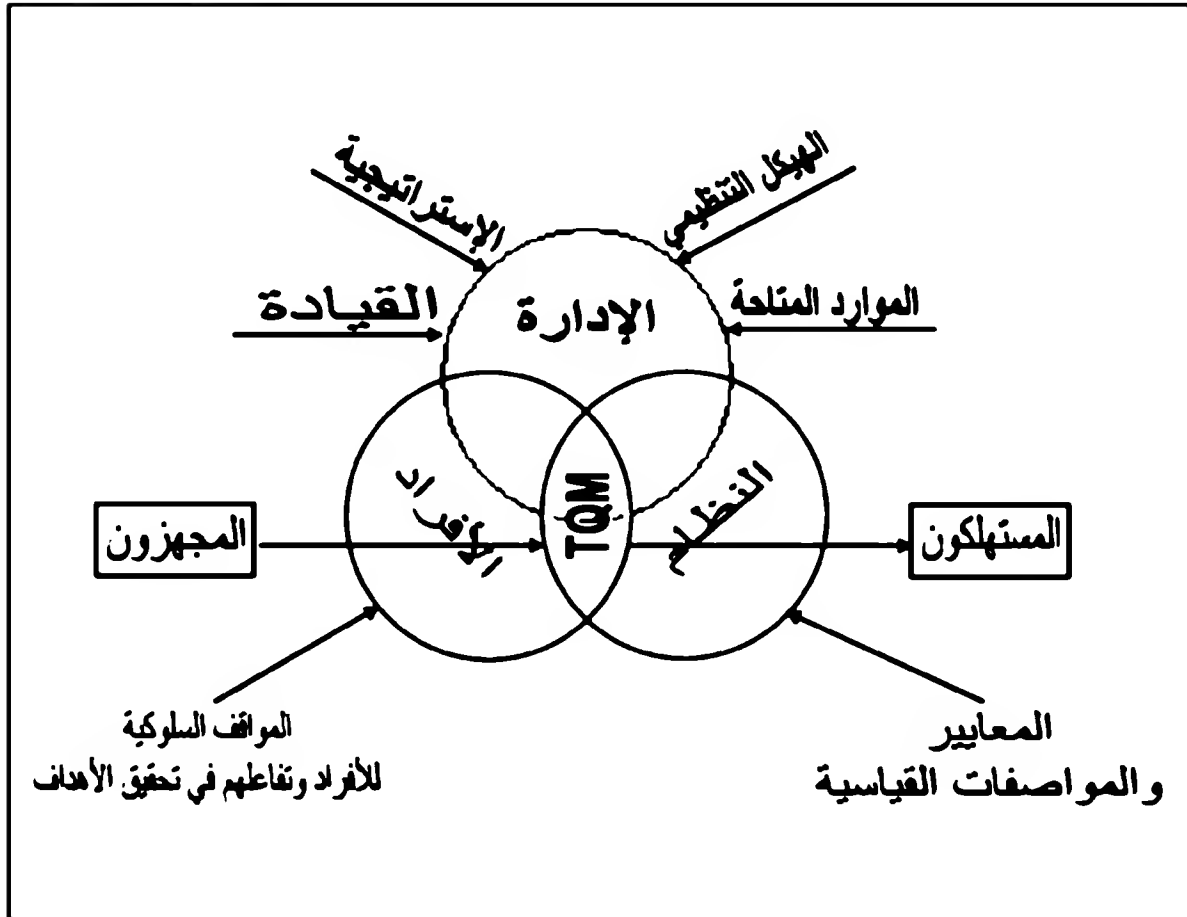 الهيكل التنظيمي
الإستراتيجية
الموارد المتاحة
القيادة
الإدارة
النظام
TQM
الأفراد
المستهلكون
المجهزون
المعايير
والمواصفات القياسية
المواقف السلوكية
للأفراد وتفاعلهم في تحقيق الأهداف